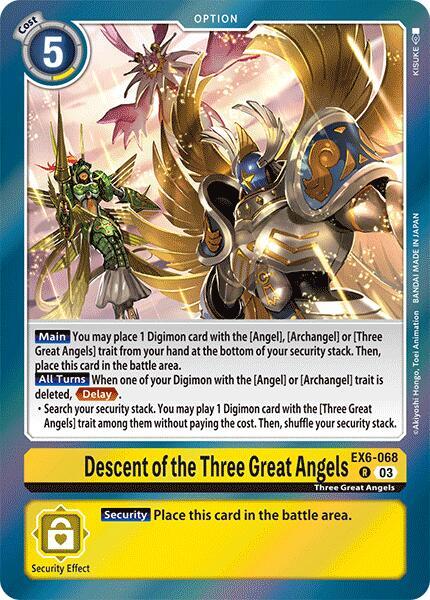 OPTION
Cost
5
KISUKE
[Main] You may place 1 Digimon card with the [Angel], [Archangel] or [Three
Great Angels] trait from your hand at the bottom of your security stack. Then,
place this card in the battle area.
[All Turns] When one of your Digimon with the [Angel] or [Archangel] trait is
deleted, Delay.
・Search your security stack. You may play 1 Digimon card with the [Three Great
Angels] trait among them without paying the cost. Then, shuffle your security stack.
©Akiyoshi Hongo, Toei Animation BANDAI MADE IN JAPAN
Descent of the Three Great Angels
EX6-068
R 03
Three Great Angels
Security Place this card in the battle area.
Security Effect